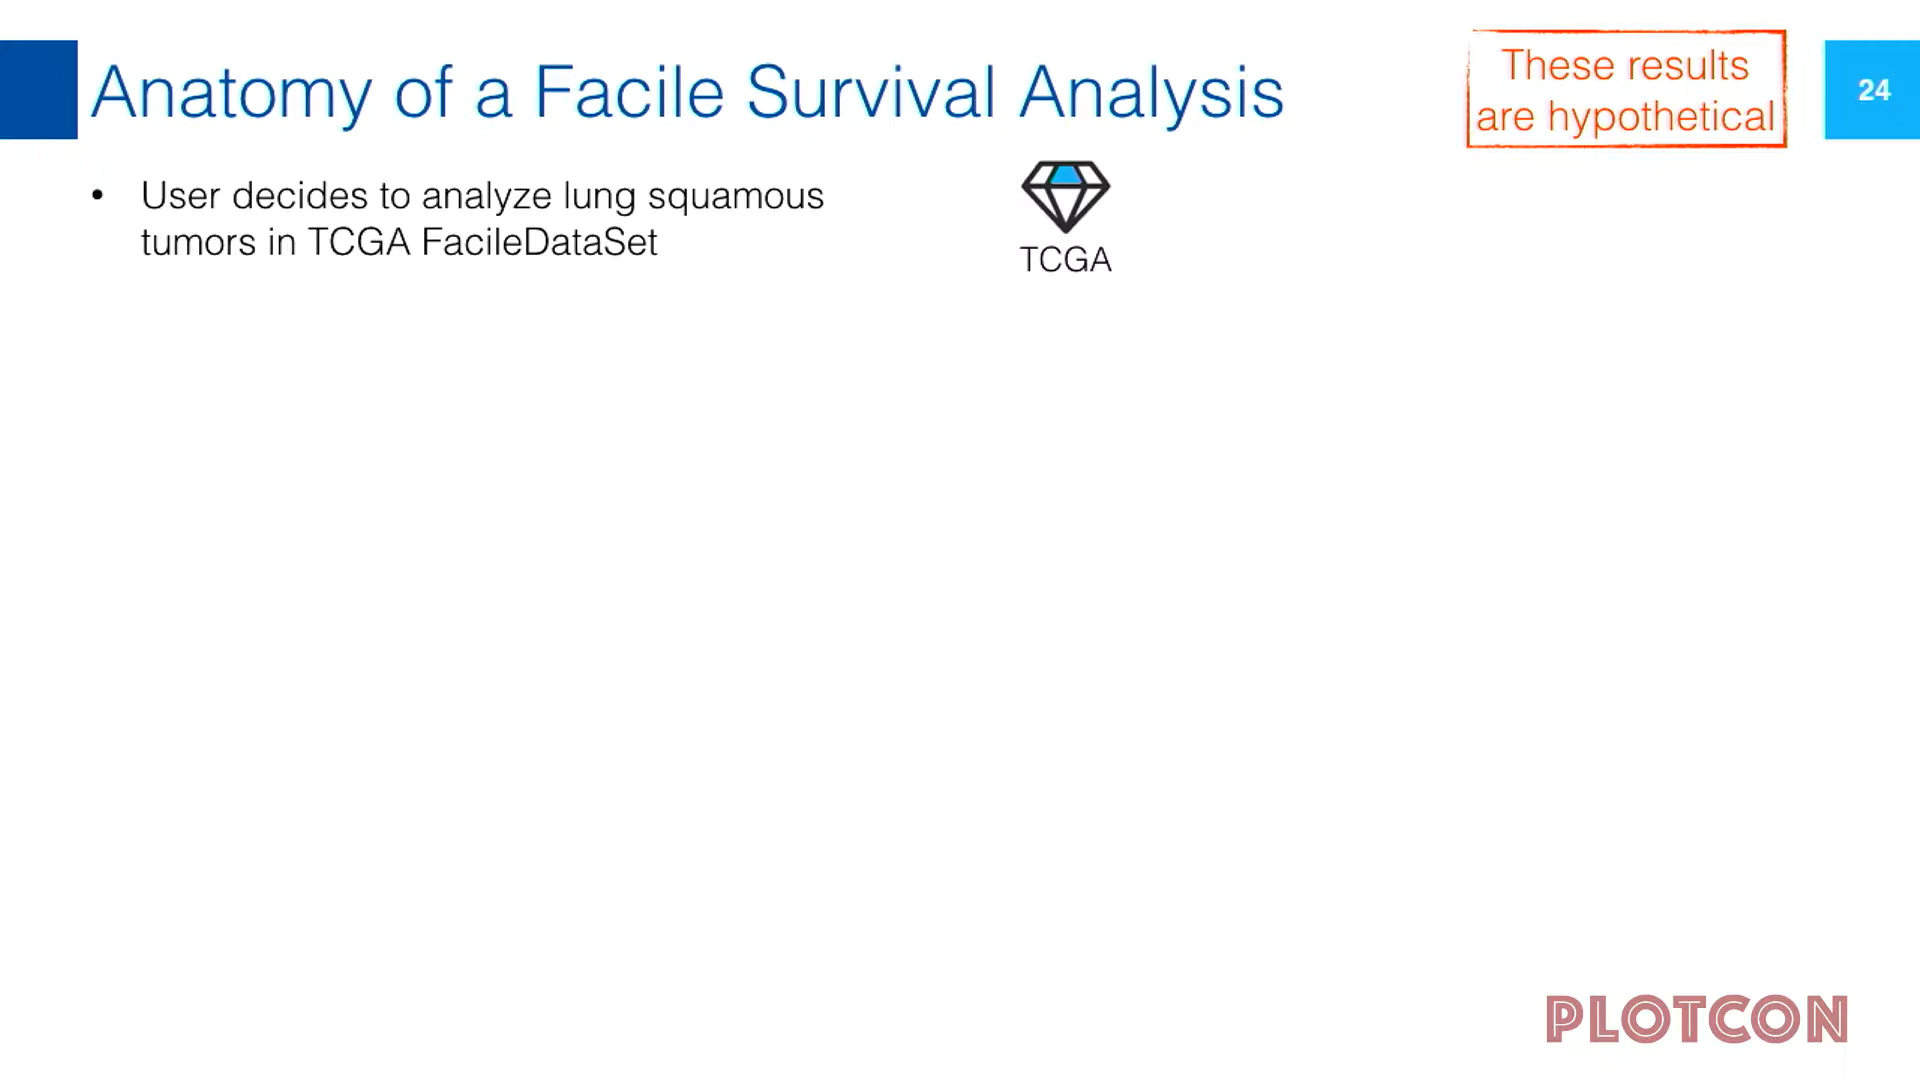 Anatomy of a Facile Survival Analysis
These results
are hypothetical
24
• User decides to analyze lung squamous
tumors in TCGA FacileDataSet
TCGA
PLOTCON